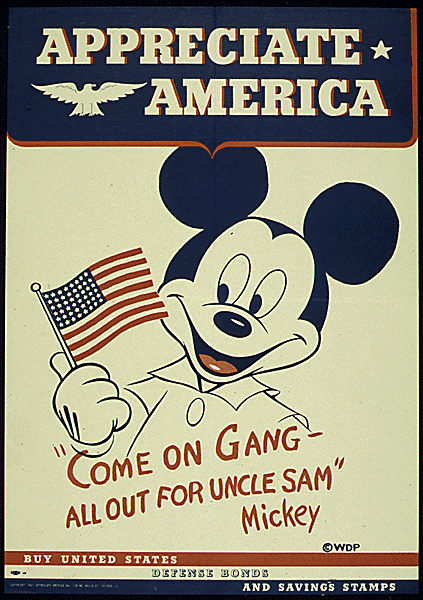 APPRECIATE
AMERICA
"COME ON GANG-
ALL OUT FOR UNCLE SAM"
Mickey
©WDP
BUY UNITED STATES
DEFENSE BONDS
AND SAVINGS STAMPS